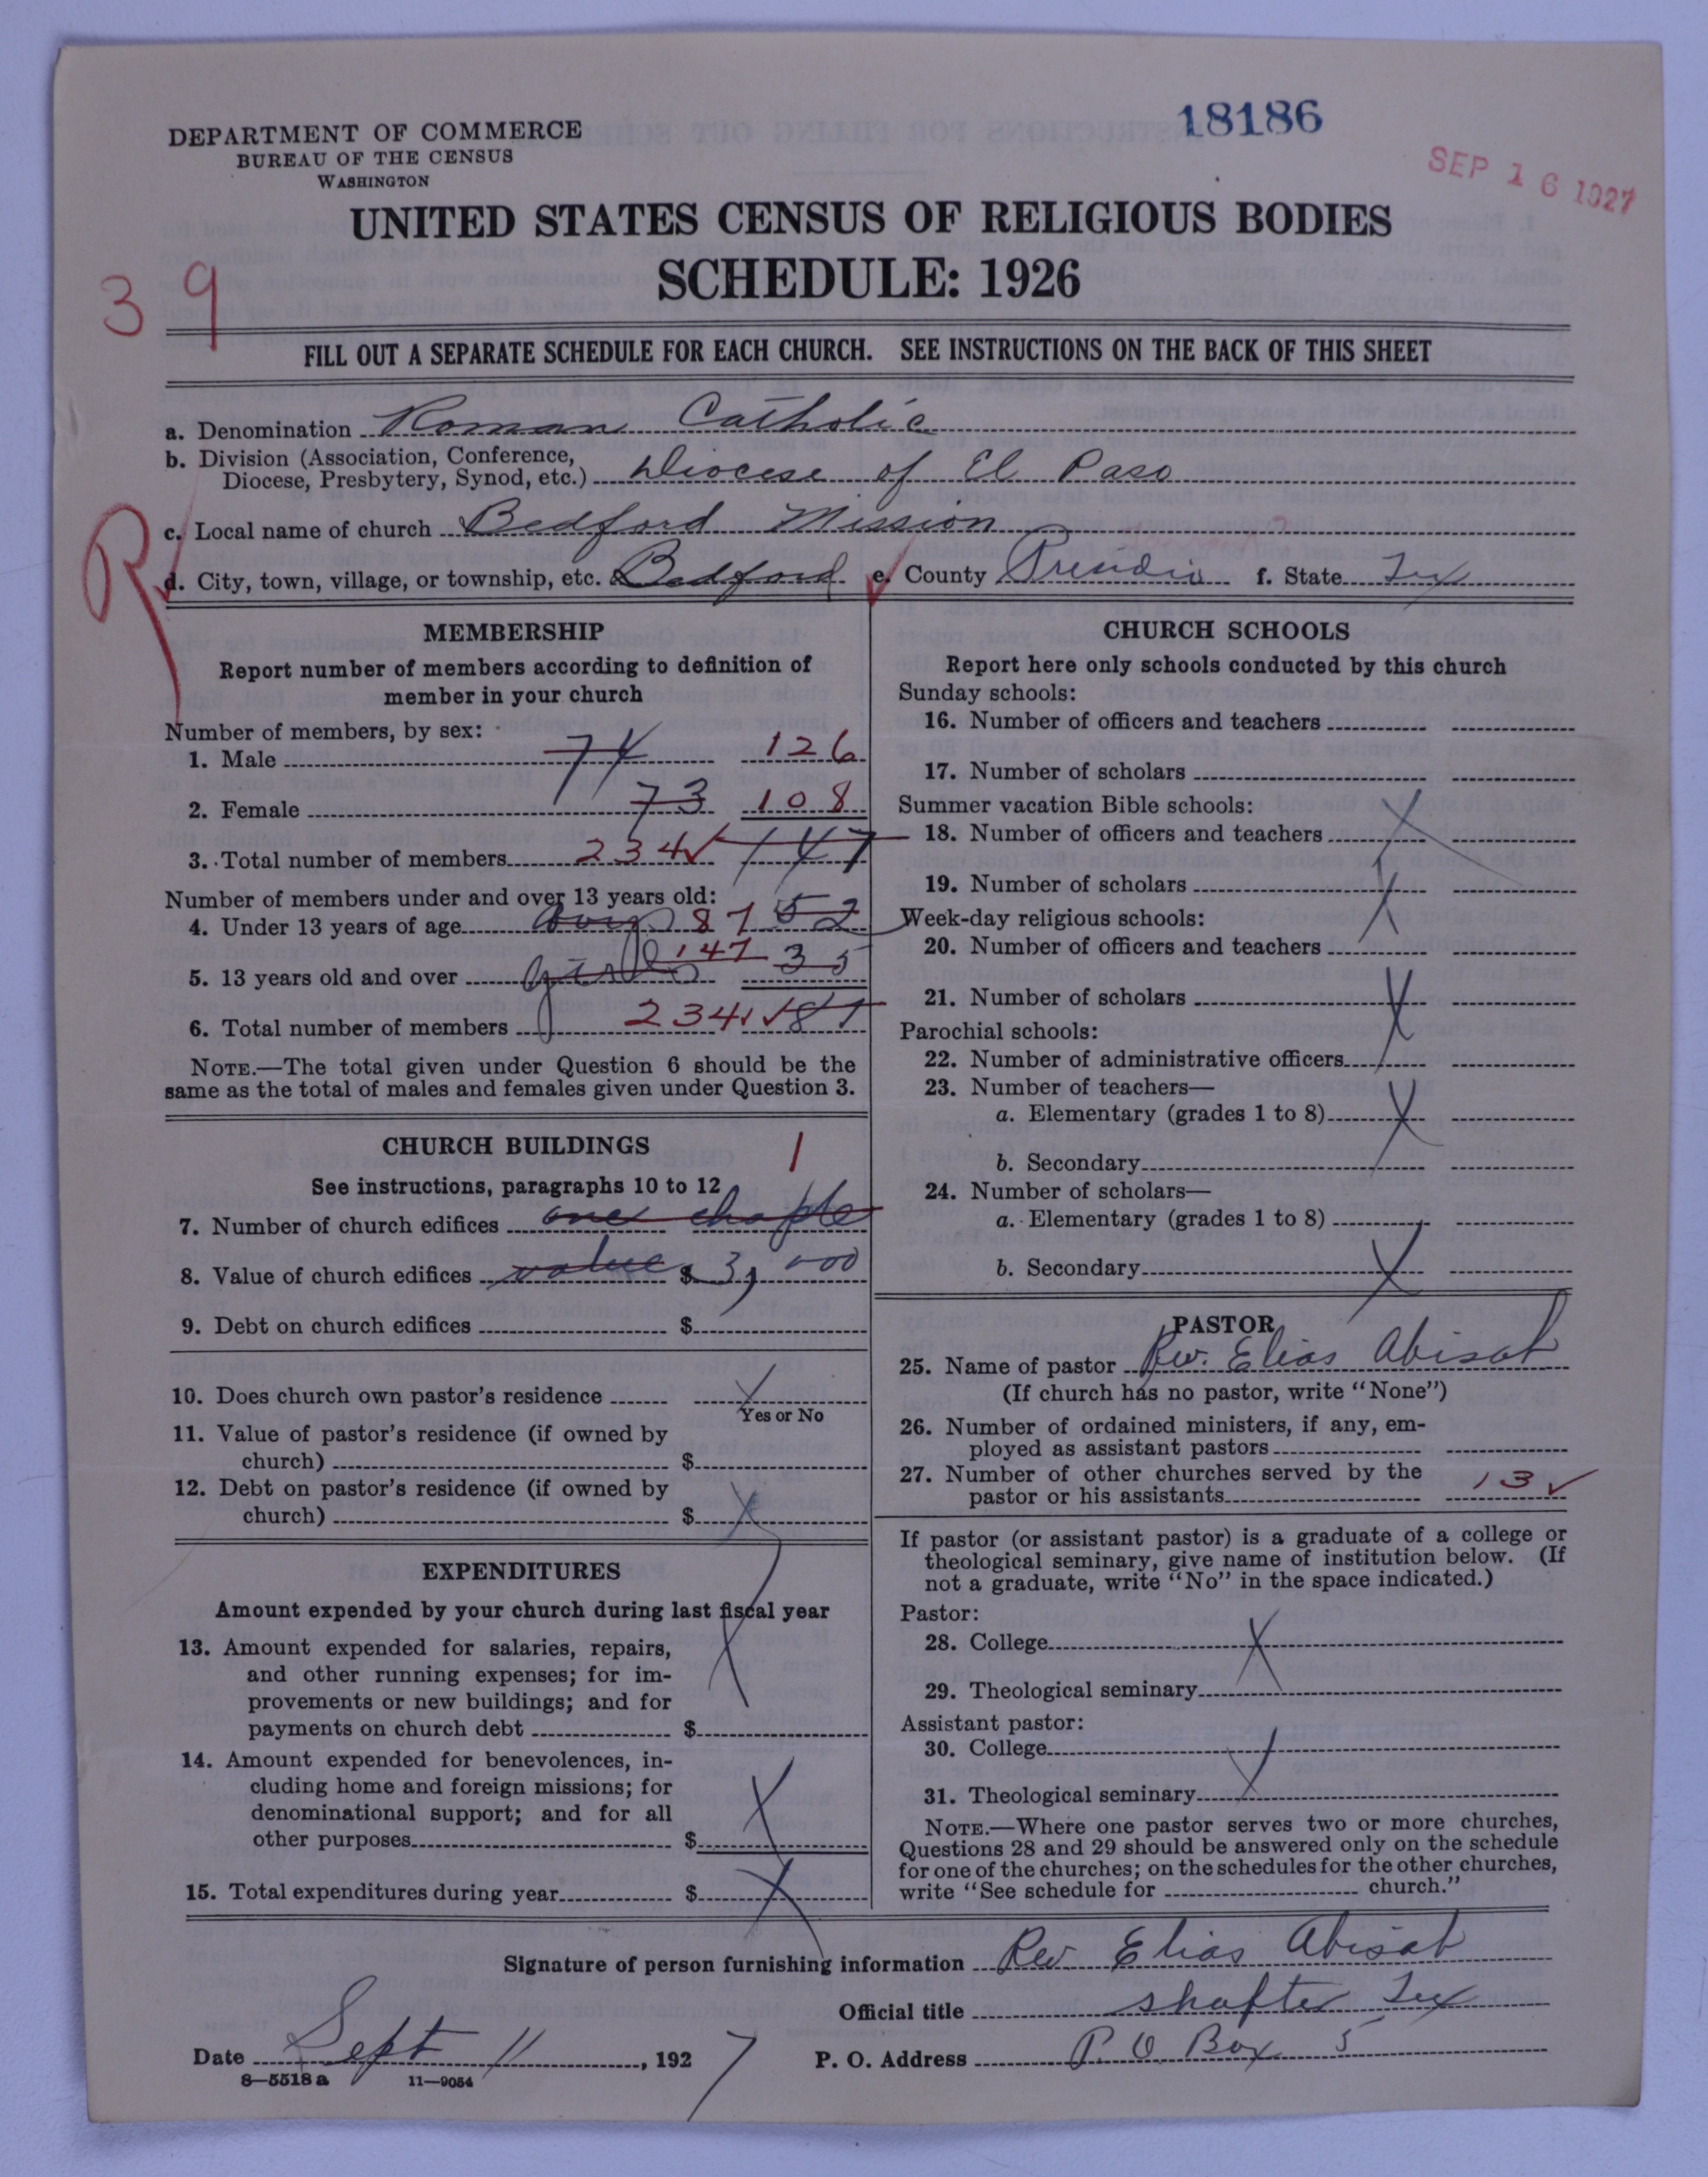 18186
SEP 16 1927
DEPARTMENT OF COMMERCE
BUREAU OF THE CENSUS
WASHINGTON
UNITED STATES CENSUS OF RELIGIOUS BODIES
SCHEDULE: 1926
39
FILL OUT A SEPARATE SCHEDULE FOR EACH CHURCH. SEE INSTRUCTIONS ON THE BACK OF THIS SHEET
a. Denomination Roman Catholic
b. Division (Association, Conference,
Diocese, Presbytery, Synod, etc.) Diocese of El Paso
c. Local name of church Bedford Mission
R
d. City, town, village, or township, etc. Bedford e. County Presidio f. State Tex
MEMBERSHIP
Report number of members according to definition of
member in your church
Number of members, by sex:
1. Male 74 126
2. Female 73 108
3. Total number of members 234 147
Number of members under and over 13 years old:
4. Under 13 years of age boys 87 52
5. 13 years old and over girls 147 35
6. Total number of members 234 87
NOTE.—The total given under Question 6 should be the
same as the total of males and females given under Question 3.
CHURCH BUILDINGS
1
See instructions, paragraphs 10 to 12
7. Number of church edifices one chaple
8. Value of church edifices value $ 3,000
9. Debt on church edifices $
10. Does church own pastor's residence X
Yes or No
11. Value of pastor's residence (if owned by
church) $
12. Debt on pastor's residence (if owned by
church) $ X
EXPENDITURES
Amount expended by your church during last fiscal year
13. Amount expended for salaries, repairs,
and other running expenses; for im-
provements or new buildings; and for
payments on church debt $
14. Amount expended for benevolences, in-
cluding home and foreign missions; for
denominational support; and for all
other purposes $
15. Total expenditures during year $ X
CHURCH SCHOOLS
Report here only schools conducted by this church
Sunday schools:
16. Number of officers and teachers
17. Number of scholars
Summer vacation Bible schools:
18. Number of officers and teachers
19. Number of scholars
Week-day religious schools:
20. Number of officers and teachers
21. Number of scholars
Parochial schools:
22. Number of administrative officers
23. Number of teachers—
a. Elementary (grades 1 to 8)
b. Secondary
24. Number of scholars—
a. Elementary (grades 1 to 8)
b. Secondary
PASTOR
25. Name of pastor Rev. Elias Abisab
(If church has no pastor, write "None")
26. Number of ordained ministers, if any, em-
ployed as assistant pastors
27. Number of other churches served by the
pastor or his assistants 13
If pastor (or assistant pastor) is a graduate of a college or
theological seminary, give name of institution below. (If
not a graduate, write "No" in the space indicated.)
Pastor:
28. College X
29. Theological seminary
Assistant pastor:
30. College X
31. Theological seminary
NOTE.—Where one pastor serves two or more churches,
Questions 28 and 29 should be answered only on the schedule
for one of the churches; on the schedules for the other churches,
write "See schedule for church."
Signature of person furnishing information Rev Elias Abisab
Official title Shafter Tex
Date Sept 11, 1927 P. O. Address P. O. Box 5
8—5518a 11—9054